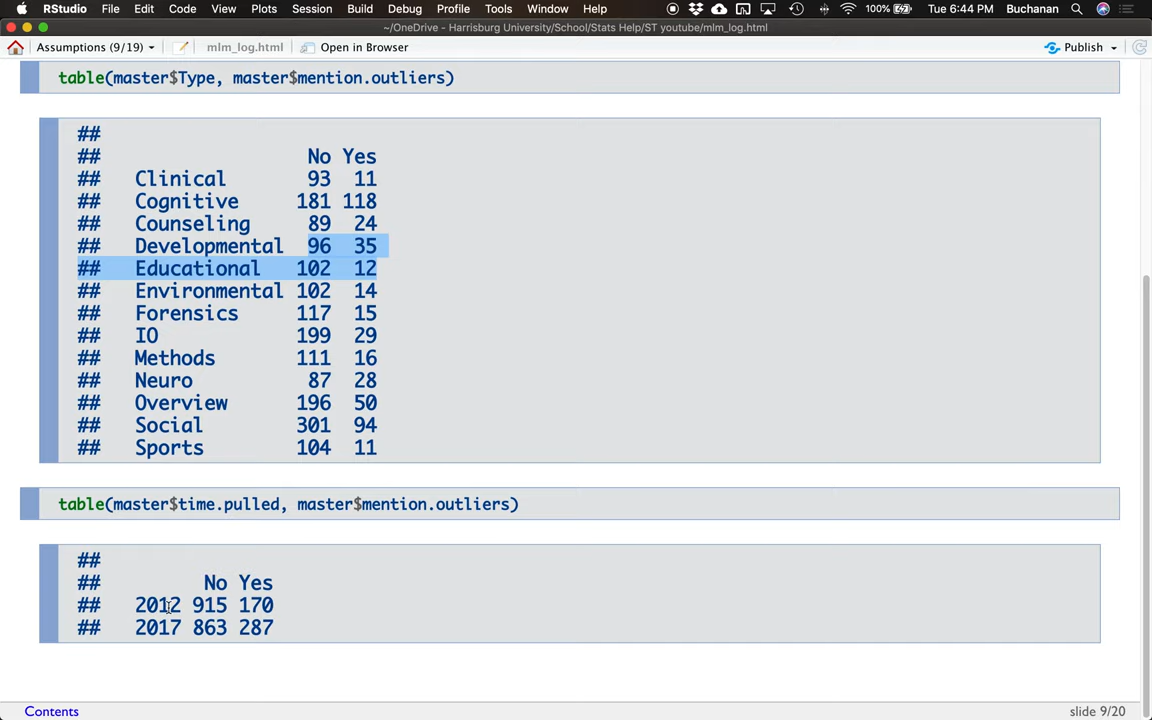 RStudio File Edit Code View Plots Session Build Debug Profile Tools Window Help 100% Tue 6:44 PM Buchanan
~/OneDrive - Harrisburg University/School/Stats Help/ST youtube/mlm_log.html
Assumptions (9/19) mlm_log.html Open in Browser Publish
table(master$Type, master$mention.outliers)
##
## No Yes
## Clinical 93 11
## Cognitive 181 118
## Counseling 89 24
## Developmental 96 35
## Educational 102 12
## Environmental 102 14
## Forensics 117 15
## IO 199 29
## Methods 111 16
## Neuro 87 28
## Overview 196 50
## Social 301 94
## Sports 104 11
table(master$time.pulled, master$mention.outliers)
##
## No Yes
## 2012 915 170
## 2017 863 287
Contents slide 9/20